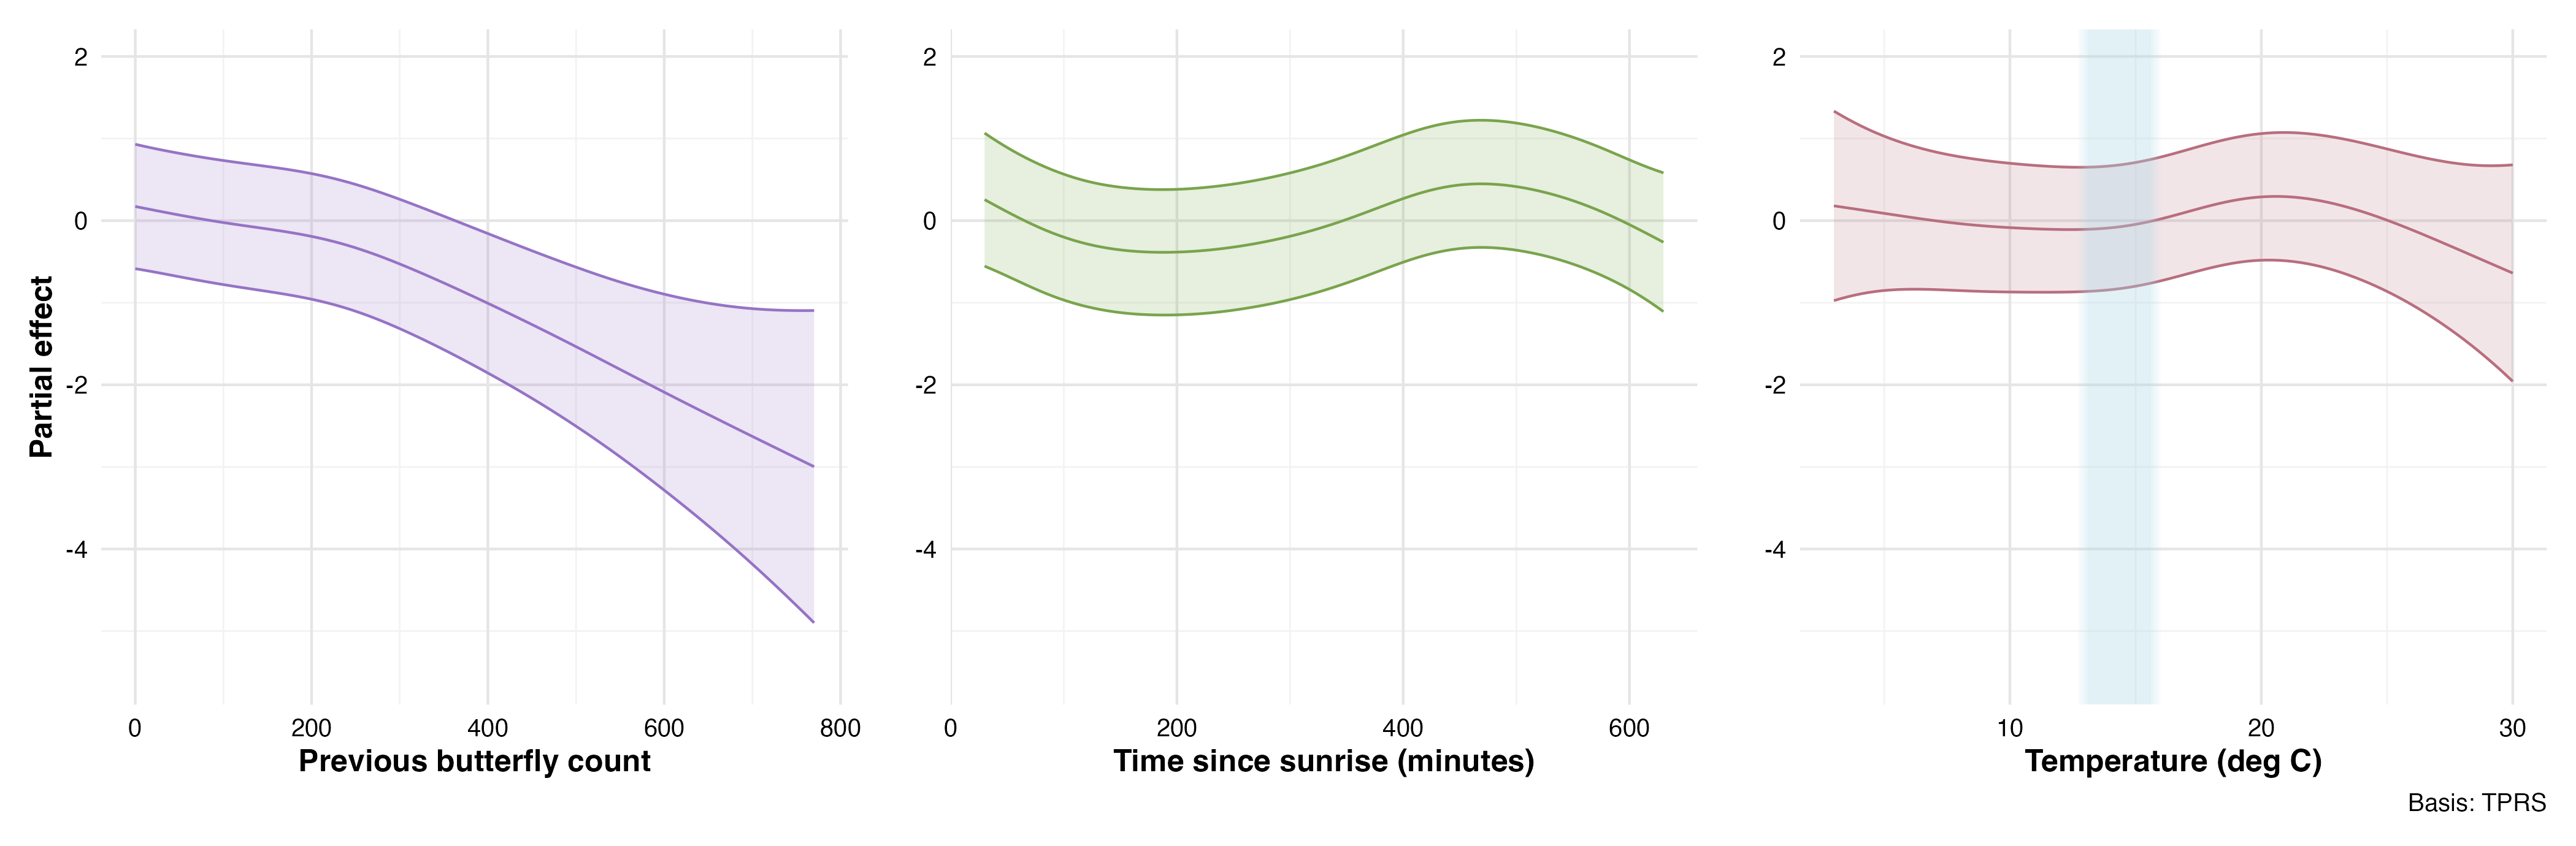 Partial effect
2
0
-2
-4
0 200 400 600 800
Previous butterfly count
2
0
-2
-4
0 200 400 600
Time since sunrise (minutes)
2
0
-2
-4
10 20 30
Temperature (deg C)
Basis: TPRS